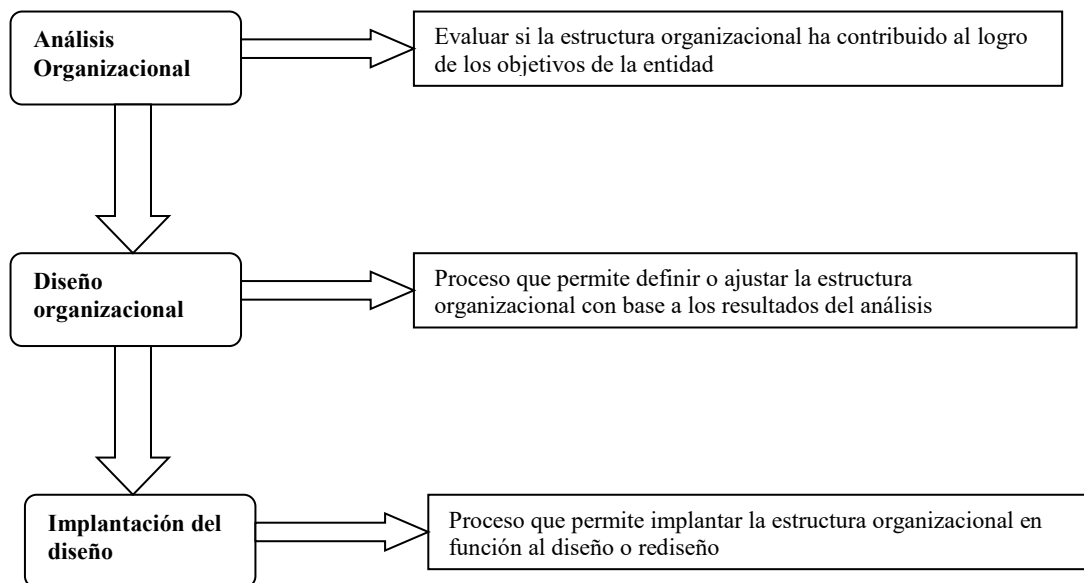 Análisis
Organizacional
Evaluar si la estructura organizacional ha contribuido al logro
de los objetivos de la entidad
Diseño
organizacional
Proceso que permite definir o ajustar la estructura
organizacional con base a los resultados del análisis
Implantación del
diseño
Proceso que permite implantar la estructura organizacional en
función al diseño o rediseño